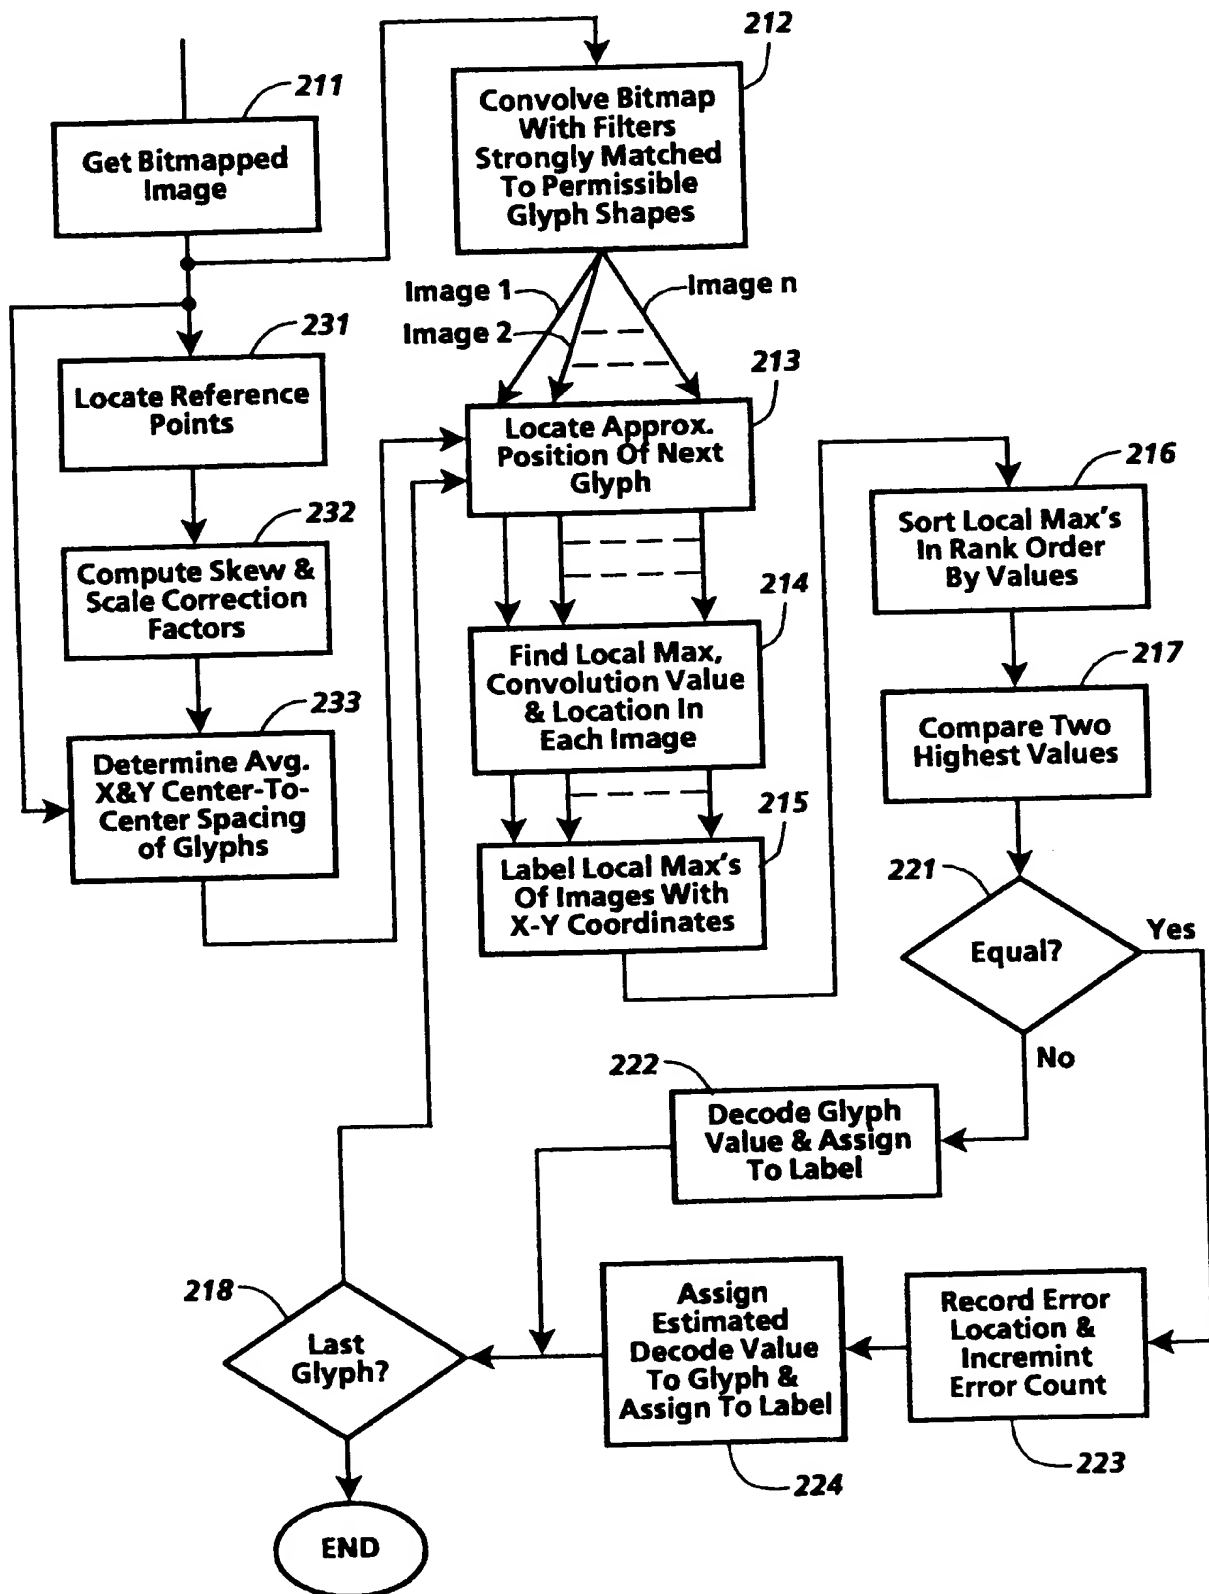 211
Get Bitmapped
Image
212
Convolve Bitmap
With Filters
Strongly Matched
To Permissible
Glyph Shapes
Image 1
Image 2
Image n
231
Locate Reference
Points
232
Compute Skew &
Scale Correction
Factors
233
Determine Avg.
X&Y Center-To-
Center Spacing
of Glyphs
213
Locate Approx.
Position Of Next
Glyph
214
Find Local Max,
Convolution Value
& Location In
Each Image
215
Label Local Max's
Of Images With
X-Y Coordinates
216
Sort Local Max's
In Rank Order
By Values
217
Compare Two
Highest Values
221
Equal?
Yes
No
222
Decode Glyph
Value & Assign
To Label
223
Record Error
Location &
Incremint
Error Count
224
Assign
Estimated
Decode Value
To Glyph &
Assign To Label
218
Last
Glyph?
END